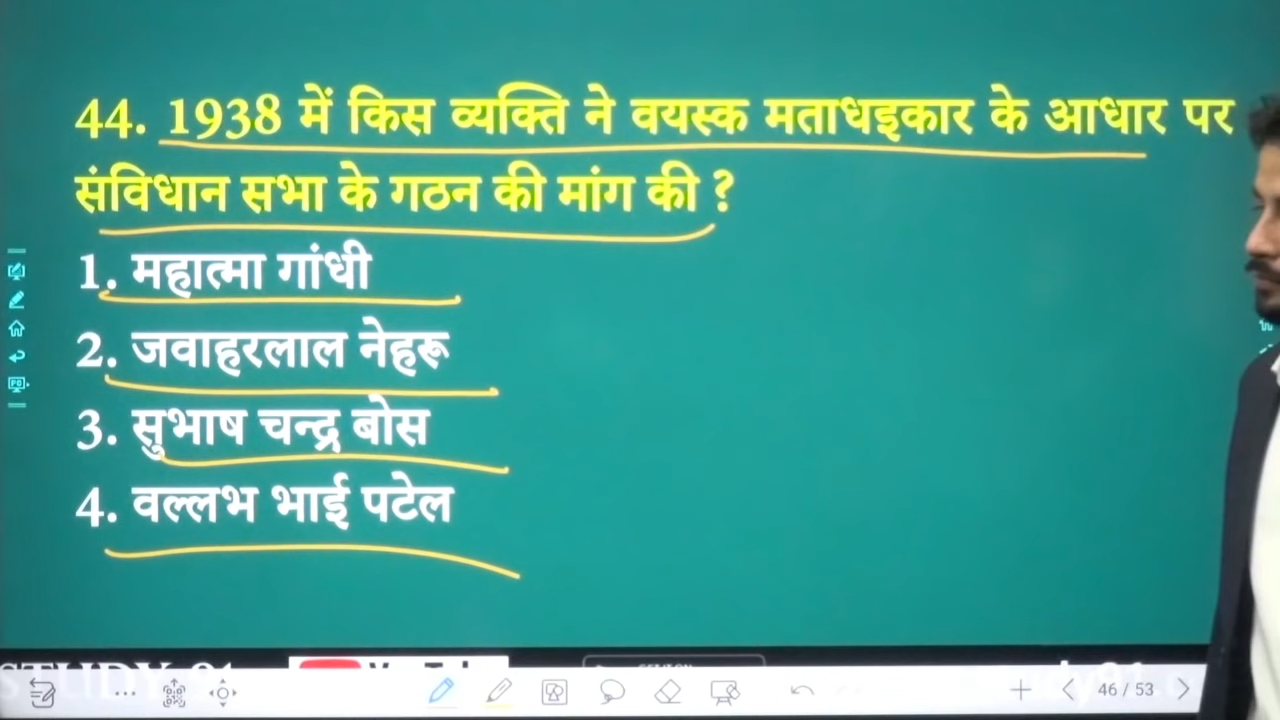 44. 1938 में किस व्यक्ति ने वयस्क मताधइकार के आधार पर
संविधान सभा के गठन की मांग की ?
1. महात्मा गांधी
2. जवाहरलाल नेहरू
3. सुभाष चन्द्र बोस
4. वल्लभ भाई पटेल
46 / 53